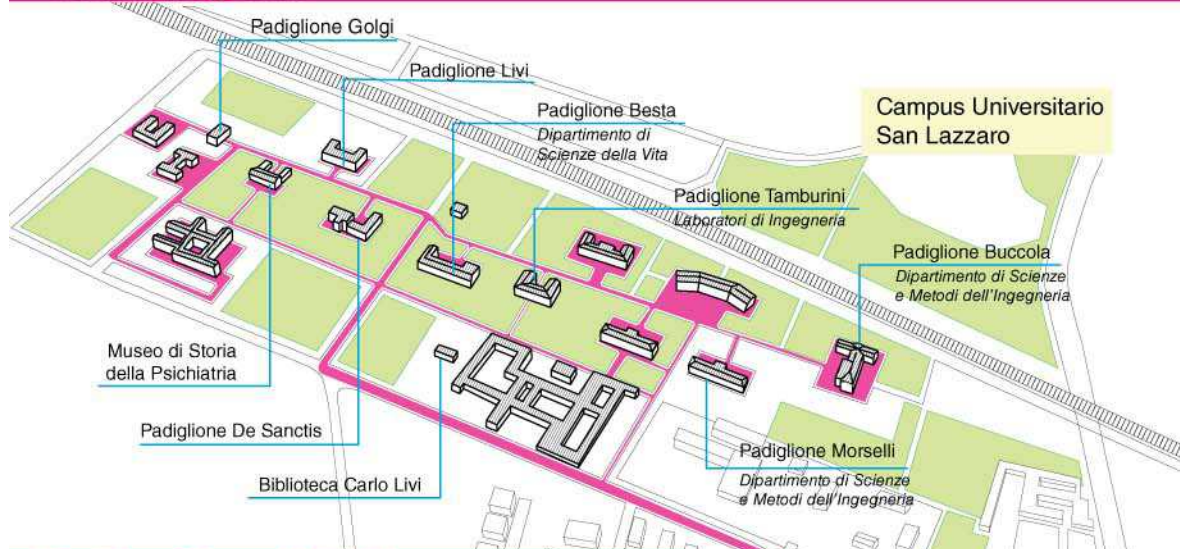 Padiglione Golgi
Padiglione Livi
Padiglione Besta
Dipartimento di
Scienze della Vita
Campus Universitario
San Lazzaro
Padiglione Tamburini
Laboratori di Ingegneria
Padiglione Buccola
Dipartimento di Scienze
e Metodi dell'Ingegneria
Museo di Storia
della Psichiatria
Padiglione De Sanctis
Biblioteca Carlo Livi
Padiglione Morselli
Dipartimento di Scienze
e Metodi dell'Ingegneria